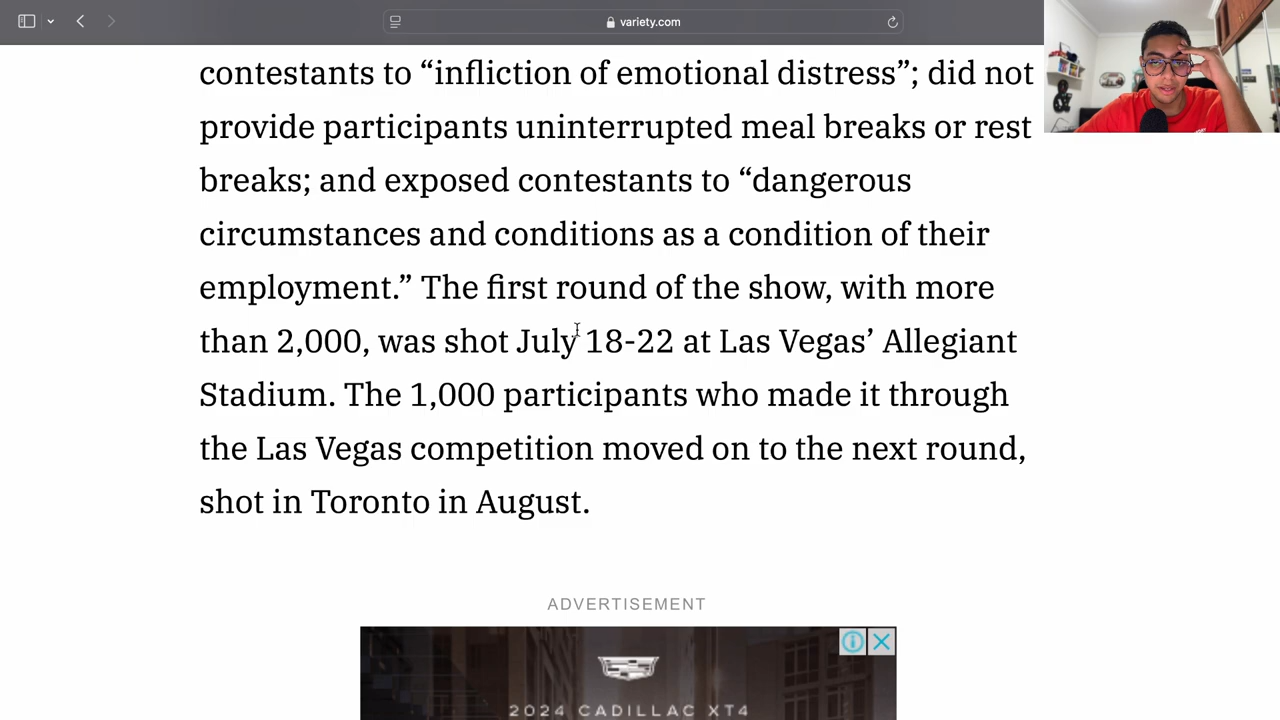 variety.com
contestants to “infliction of emotional distress”; did not
provide participants uninterrupted meal breaks or rest
breaks; and exposed contestants to “dangerous
circumstances and conditions as a condition of their
employment.” The first round of the show, with more
than 2,000, was shot July 18-22 at Las Vegas’ Allegiant
Stadium. The 1,000 participants who made it through
the Las Vegas competition moved on to the next round,
shot in Toronto in August.
ADVERTISEMENT
2024 CADILLAC XT4